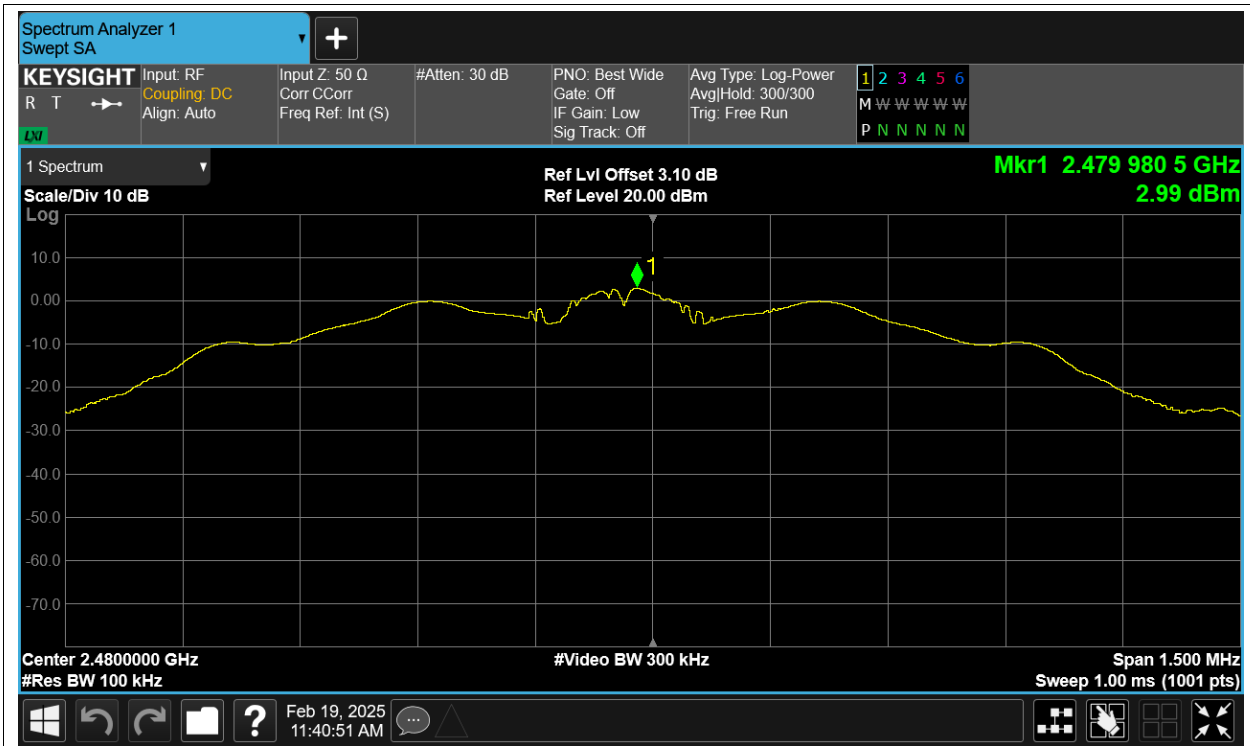 Spectrum Analyzer 1
Swept SA
▼
+
KEYSIGHT
R T
LXI
Input: RF
Coupling: DC
Align: Auto
Input Z: 50 Ω
Corr CCorr
Freq Ref: Int (S)
#Atten: 30 dB
PNO: Best Wide
Gate: Off
IF Gain: Low
Sig Track: Off
Avg Type: Log-Power
Avg|Hold: 300/300
Trig: Free Run
1 2 3 4 5 6
M W W W W W
P N N N N N
1 Spectrum ▼
Scale/Div 10 dB
Log
Ref Lvl Offset 3.10 dB
Ref Level 20.00 dBm
Mkr1 2.479 980 5 GHz
2.99 dBm
1
10.0
0.00
-10.0
-20.0
-30.0
-40.0
-50.0
-60.0
-70.0
Center 2.4800000 GHz
#Res BW 100 kHz
#Video BW 300 kHz
Span 1.500 MHz
Sweep 1.00 ms (1001 pts)
?
Feb 19, 2025
11:40:51 AM